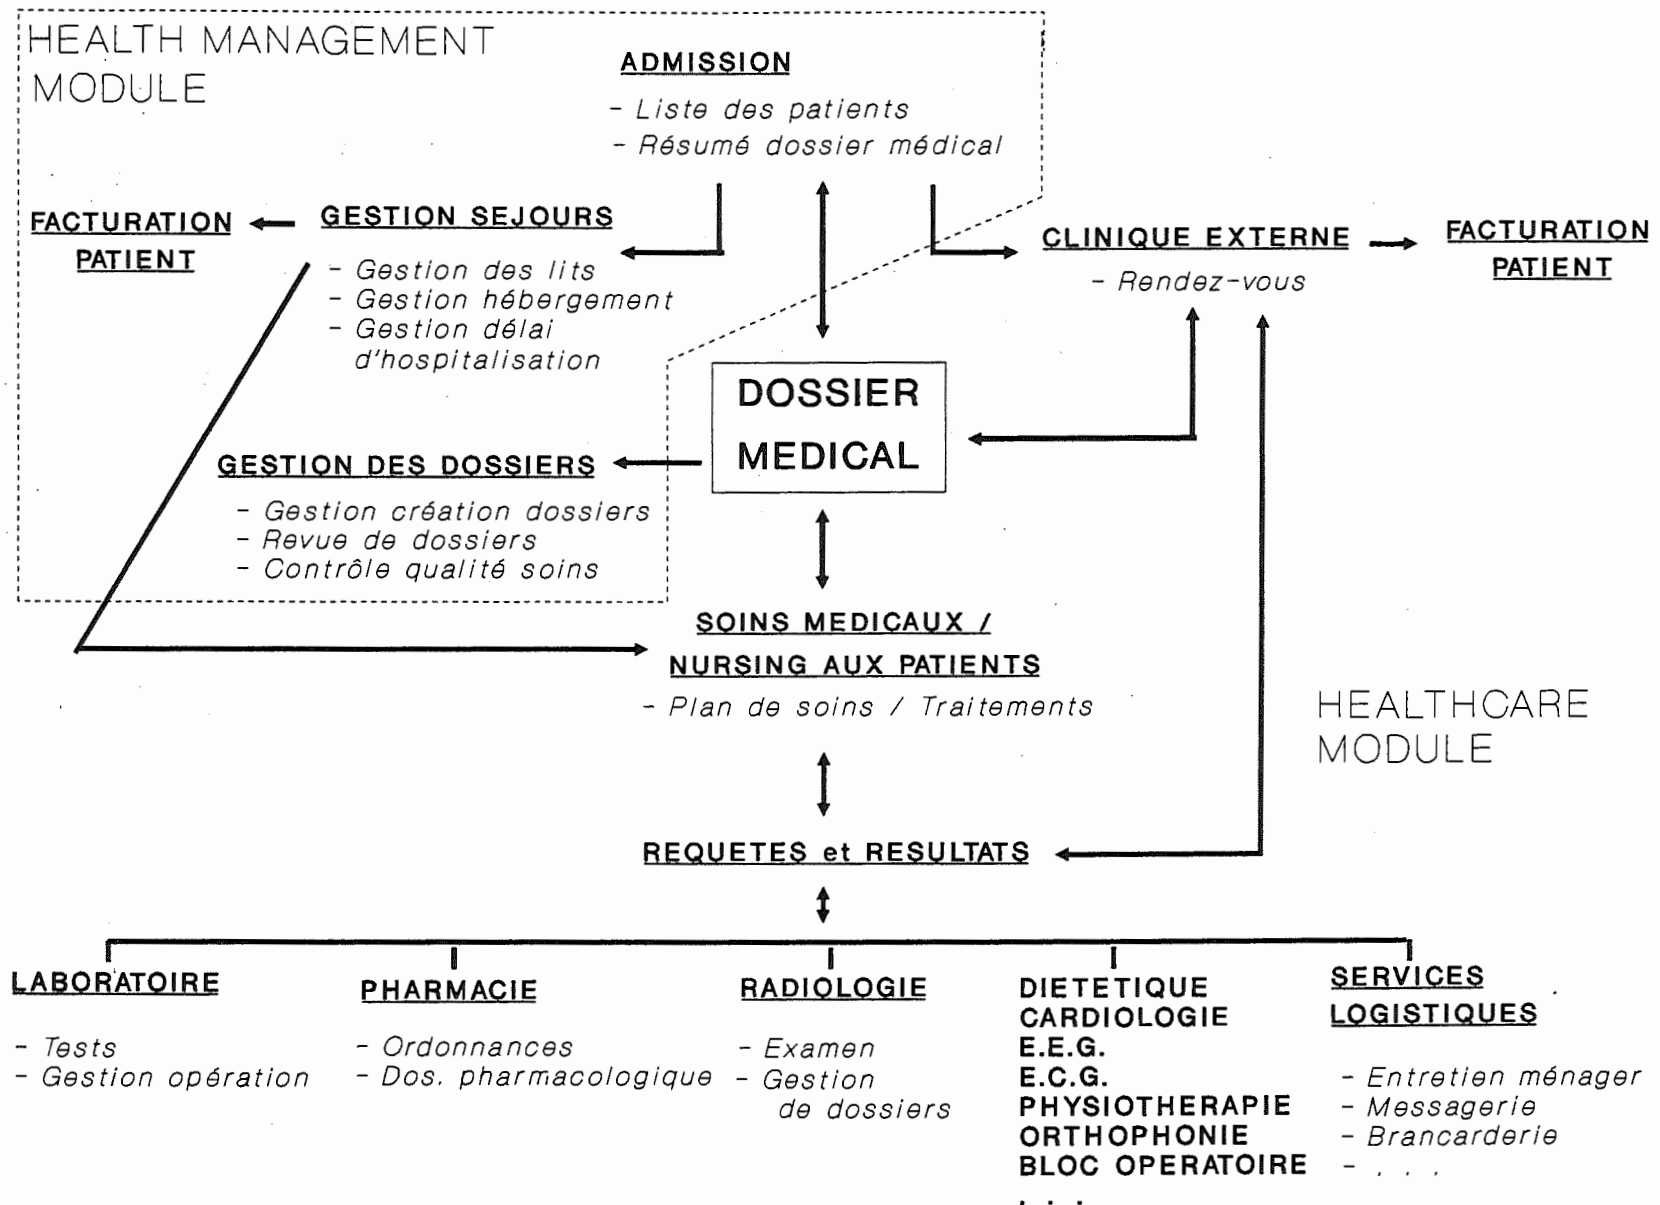 HEALTH MANAGEMENT
MODULE
ADMISSION
- Liste des patients
- Résumé dossier médical
FACTURATION
PATIENT
GESTION SEJOURS
- Gestion des lits
- Gestion hébergement
- Gestion délai
d'hospitalisation
CLINIQUE EXTERNE
- Rendez-vous
FACTURATION
PATIENT
DOSSIER
MEDICAL
GESTION DES DOSSIERS
- Gestion création dossiers
- Revue de dossiers
- Contrôle qualité soins
SOINS MEDICAUX /
NURSING AUX PATIENTS
- Plan de soins / Traitements
HEALTHCARE
MODULE
REQUETES et RESULTATS
LABORATOIRE
- Tests
- Gestion opération
PHARMACIE
- Ordonnances
- Dos. pharmacologique
RADIOLOGIE
- Examen
- Gestion
de dossiers
DIETETIQUE
CARDIOLOGIE
E.E.G.
E.C.G.
PHYSIOTHERAPIE
ORTHOPHONIE
BLOC OPERATOIRE
. . .
SERVICES
LOGISTIQUES
- Entretien ménager
- Messagerie
- Brancarderie
- . . .